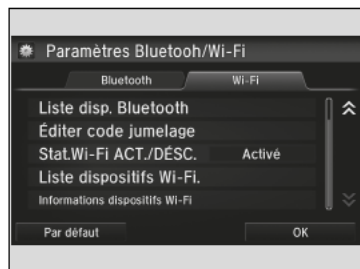 Paramètres Bluetooh/Wi-Fi
Bluetooth
Wi-Fi
Liste disp. Bluetooth
Éditer code jumelage
Stat.Wi-Fi ACT./DÉSC. Activé
Liste dispositifs Wi-Fi.
Informations dispositifs Wi-Fi
Par défaut
OK